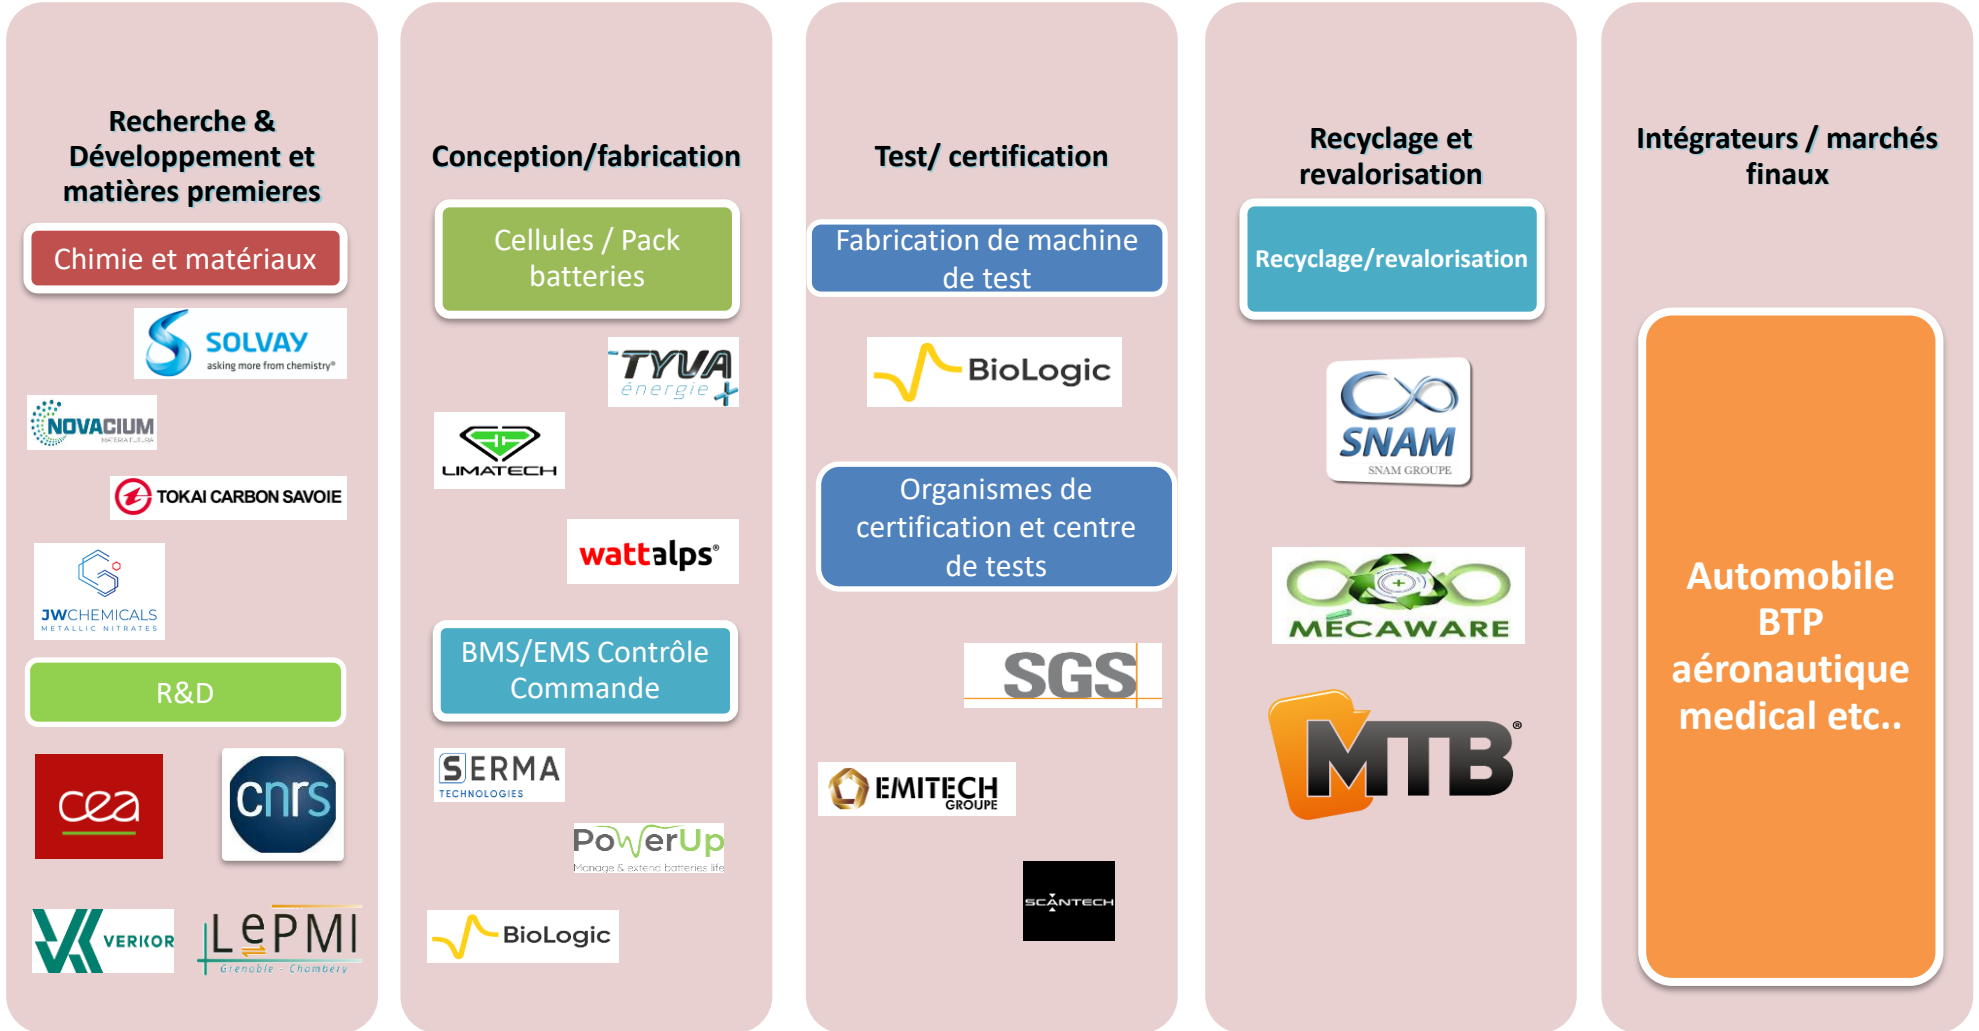 Recherche &
Développement et
matières premieres
Chimie et matériaux
SOLVAY
asking more from chemistry®
NOVACIUM
MATERIA FUTURA
TOKAI CARBON SAVOIE
JWCHEMICALS
METALLIC NITRATES
R&D
cea
cnrs
VERKOR
LePMI
Grenoble - Chambéry
Conception/fabrication
Cellules / Pack
batteries
TYVA
énergie
LIMATECH
wattalps®
BMS/EMS Contrôle
Commande
SERMA
TECHNOLOGIES
PowerUp
Manage & extend batteries life
BioLogic
Test/ certification
Fabrication de machine
de test
BioLogic
Organismes de
certification et centre
de tests
SGS
EMITECH
GROUPE
SCANTECH
Recyclage et
revalorisation
Recyclage/revalorisation
SNAM
SNAM GROUPE
MECAWARE
MTB®
Intégrateurs / marchés
finaux
Automobile
BTP
aéronautique
medical etc..